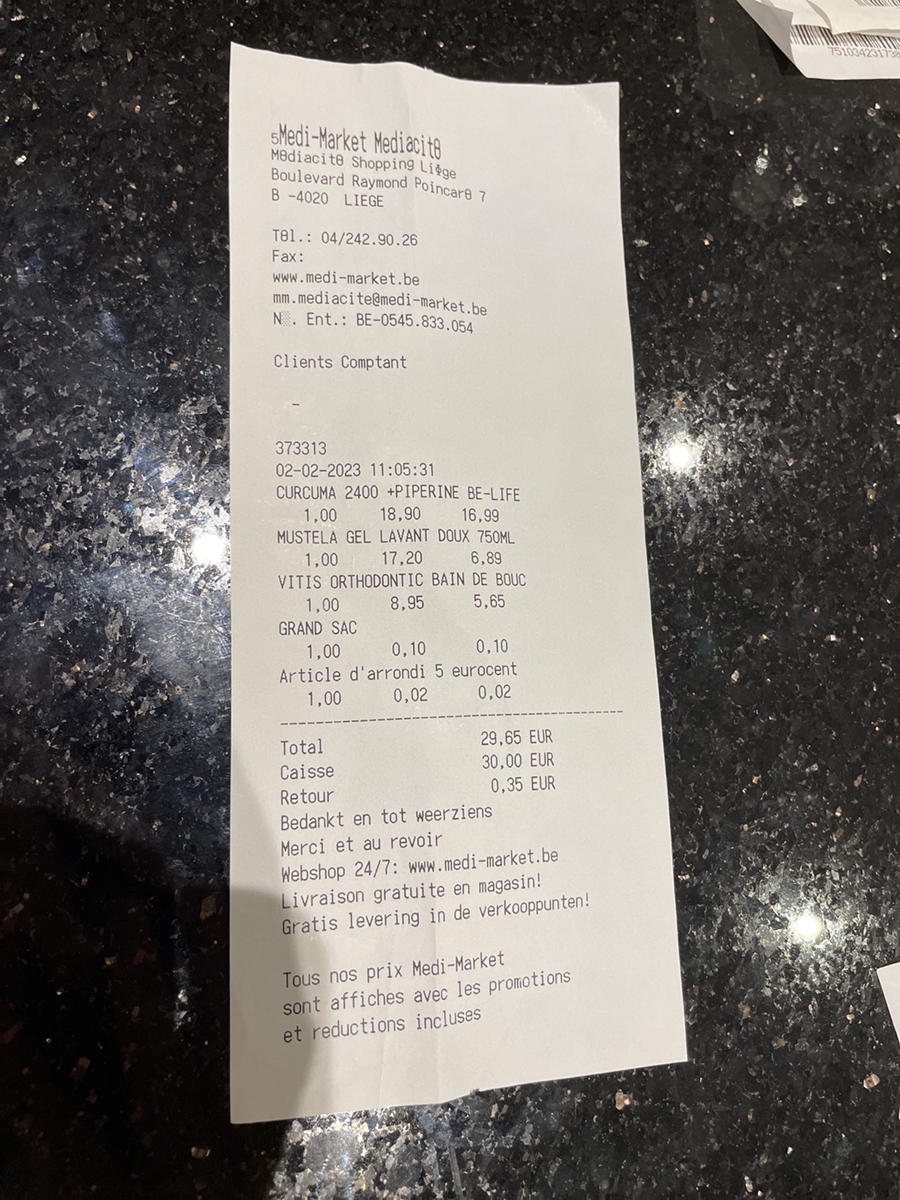 75103423173
5Medi-Market Mediacitθ
Mθdiacitθ Shopping Liϕge
Boulevard Raymond Poincarθ 7
B -4020 LIEGE
Tθl.: 04/242.90.26
Fax:
www.medi-market.be
mm.mediacite@medi-market.be
N░. Ent.: BE-0545.833.054
Clients Comptant
-
373313
02-02-2023 11:05:31
CURCUMA 2400 +PIPERINE BE-LIFE
1,00 18,90 16,99
MUSTELA GEL LAVANT DOUX 750ML
1,00 17,20 6,89
VITIS ORTHODONTIC BAIN DE BOUC
1,00 8,95 5,65
GRAND SAC
1,00 0,10 0,10
Article d'arrondi 5 eurocent
1,00 0,02 0,02
Total 29,65 EUR
Caisse 30,00 EUR
Retour 0,35 EUR
Bedankt en tot weerziens
Merci et au revoir
Webshop 24/7: www.medi-market.be
Livraison gratuite en magasin!
Gratis levering in de verkooppunten!
Tous nos prix Medi-Market
sont affiches avec les promotions
et reductions incluses